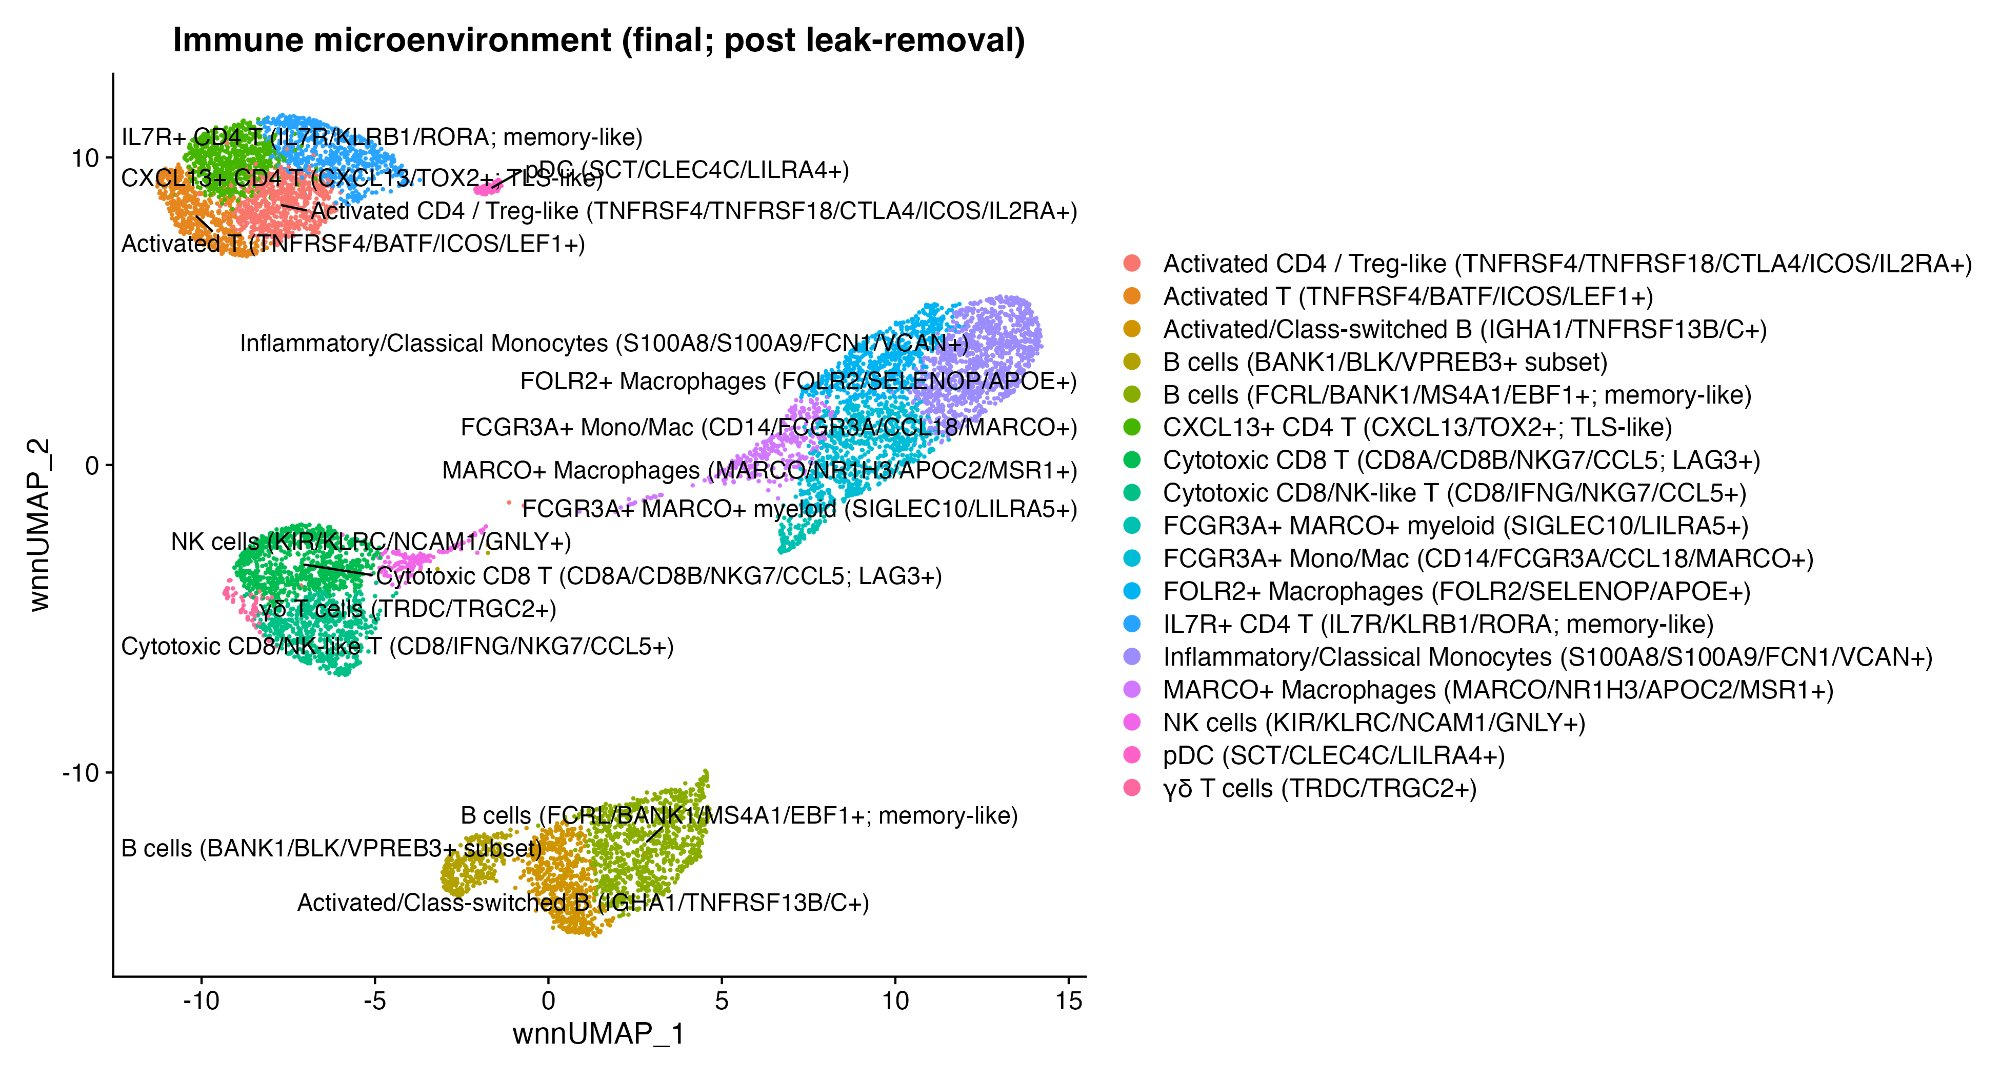 Immune microenvironment (final; post leak-removal)
IL7R+ CD4 T (IL7R/KLRB1/RORA; memory-like)
10
pDC (SCT/CLEC4C/LILRA4+)
CXCL13+ CD4 T (CXCL13/TOX2+; TLS-like)
Activated CD4 / Treg-like (TNFRSF4/TNFRSF18/CTLA4/ICOS/IL2RA+)
Activated T (TNFRSF4/BATF/ICOS/LEF1+)
Inflammatory/Classical Monocytes (S100A8/S100A9/FCN1/VCAN+)
FOLR2+ Macrophages (FOLR2/SELENOP/APOE+)
FCGR3A+ Mono/Mac (CD14/FCGR3A/CCL18/MARCO+)
0
MARCO+ Macrophages (MARCO/NR1H3/APOC2/MSR1+)
FCGR3A+ MARCO+ myeloid (SIGLEC10/LILRA5+)
wnnUMAP_2
NK cells (KIR/KLRC/NCAM1/GNLY+)
Cytotoxic CD8 T (CD8A/CD8B/NKG7/CCL5; LAG3+)
γδ T cells (TRDC/TRGC2+)
Cytotoxic CD8/NK-like T (CD8/IFNG/NKG7/CCL5+)
-10
B cells (FCRL/BANK1/MS4A1/EBF1+; memory-like)
B cells (BANK1/BLK/VPREB3+ subset)
Activated/Class-switched B (IGHA1/TNFRSF13B/C+)
-10 -5 0 5 10 15
wnnUMAP_1
Activated CD4 / Treg-like (TNFRSF4/TNFRSF18/CTLA4/ICOS/IL2RA+)
Activated T (TNFRSF4/BATF/ICOS/LEF1+)
Activated/Class-switched B (IGHA1/TNFRSF13B/C+)
B cells (BANK1/BLK/VPREB3+ subset)
B cells (FCRL/BANK1/MS4A1/EBF1+; memory-like)
CXCL13+ CD4 T (CXCL13/TOX2+; TLS-like)
Cytotoxic CD8 T (CD8A/CD8B/NKG7/CCL5; LAG3+)
Cytotoxic CD8/NK-like T (CD8/IFNG/NKG7/CCL5+)
FCGR3A+ MARCO+ myeloid (SIGLEC10/LILRA5+)
FCGR3A+ Mono/Mac (CD14/FCGR3A/CCL18/MARCO+)
FOLR2+ Macrophages (FOLR2/SELENOP/APOE+)
IL7R+ CD4 T (IL7R/KLRB1/RORA; memory-like)
Inflammatory/Classical Monocytes (S100A8/S100A9/FCN1/VCAN+)
MARCO+ Macrophages (MARCO/NR1H3/APOC2/MSR1+)
NK cells (KIR/KLRC/NCAM1/GNLY+)
pDC (SCT/CLEC4C/LILRA4+)
γδ T cells (TRDC/TRGC2+)